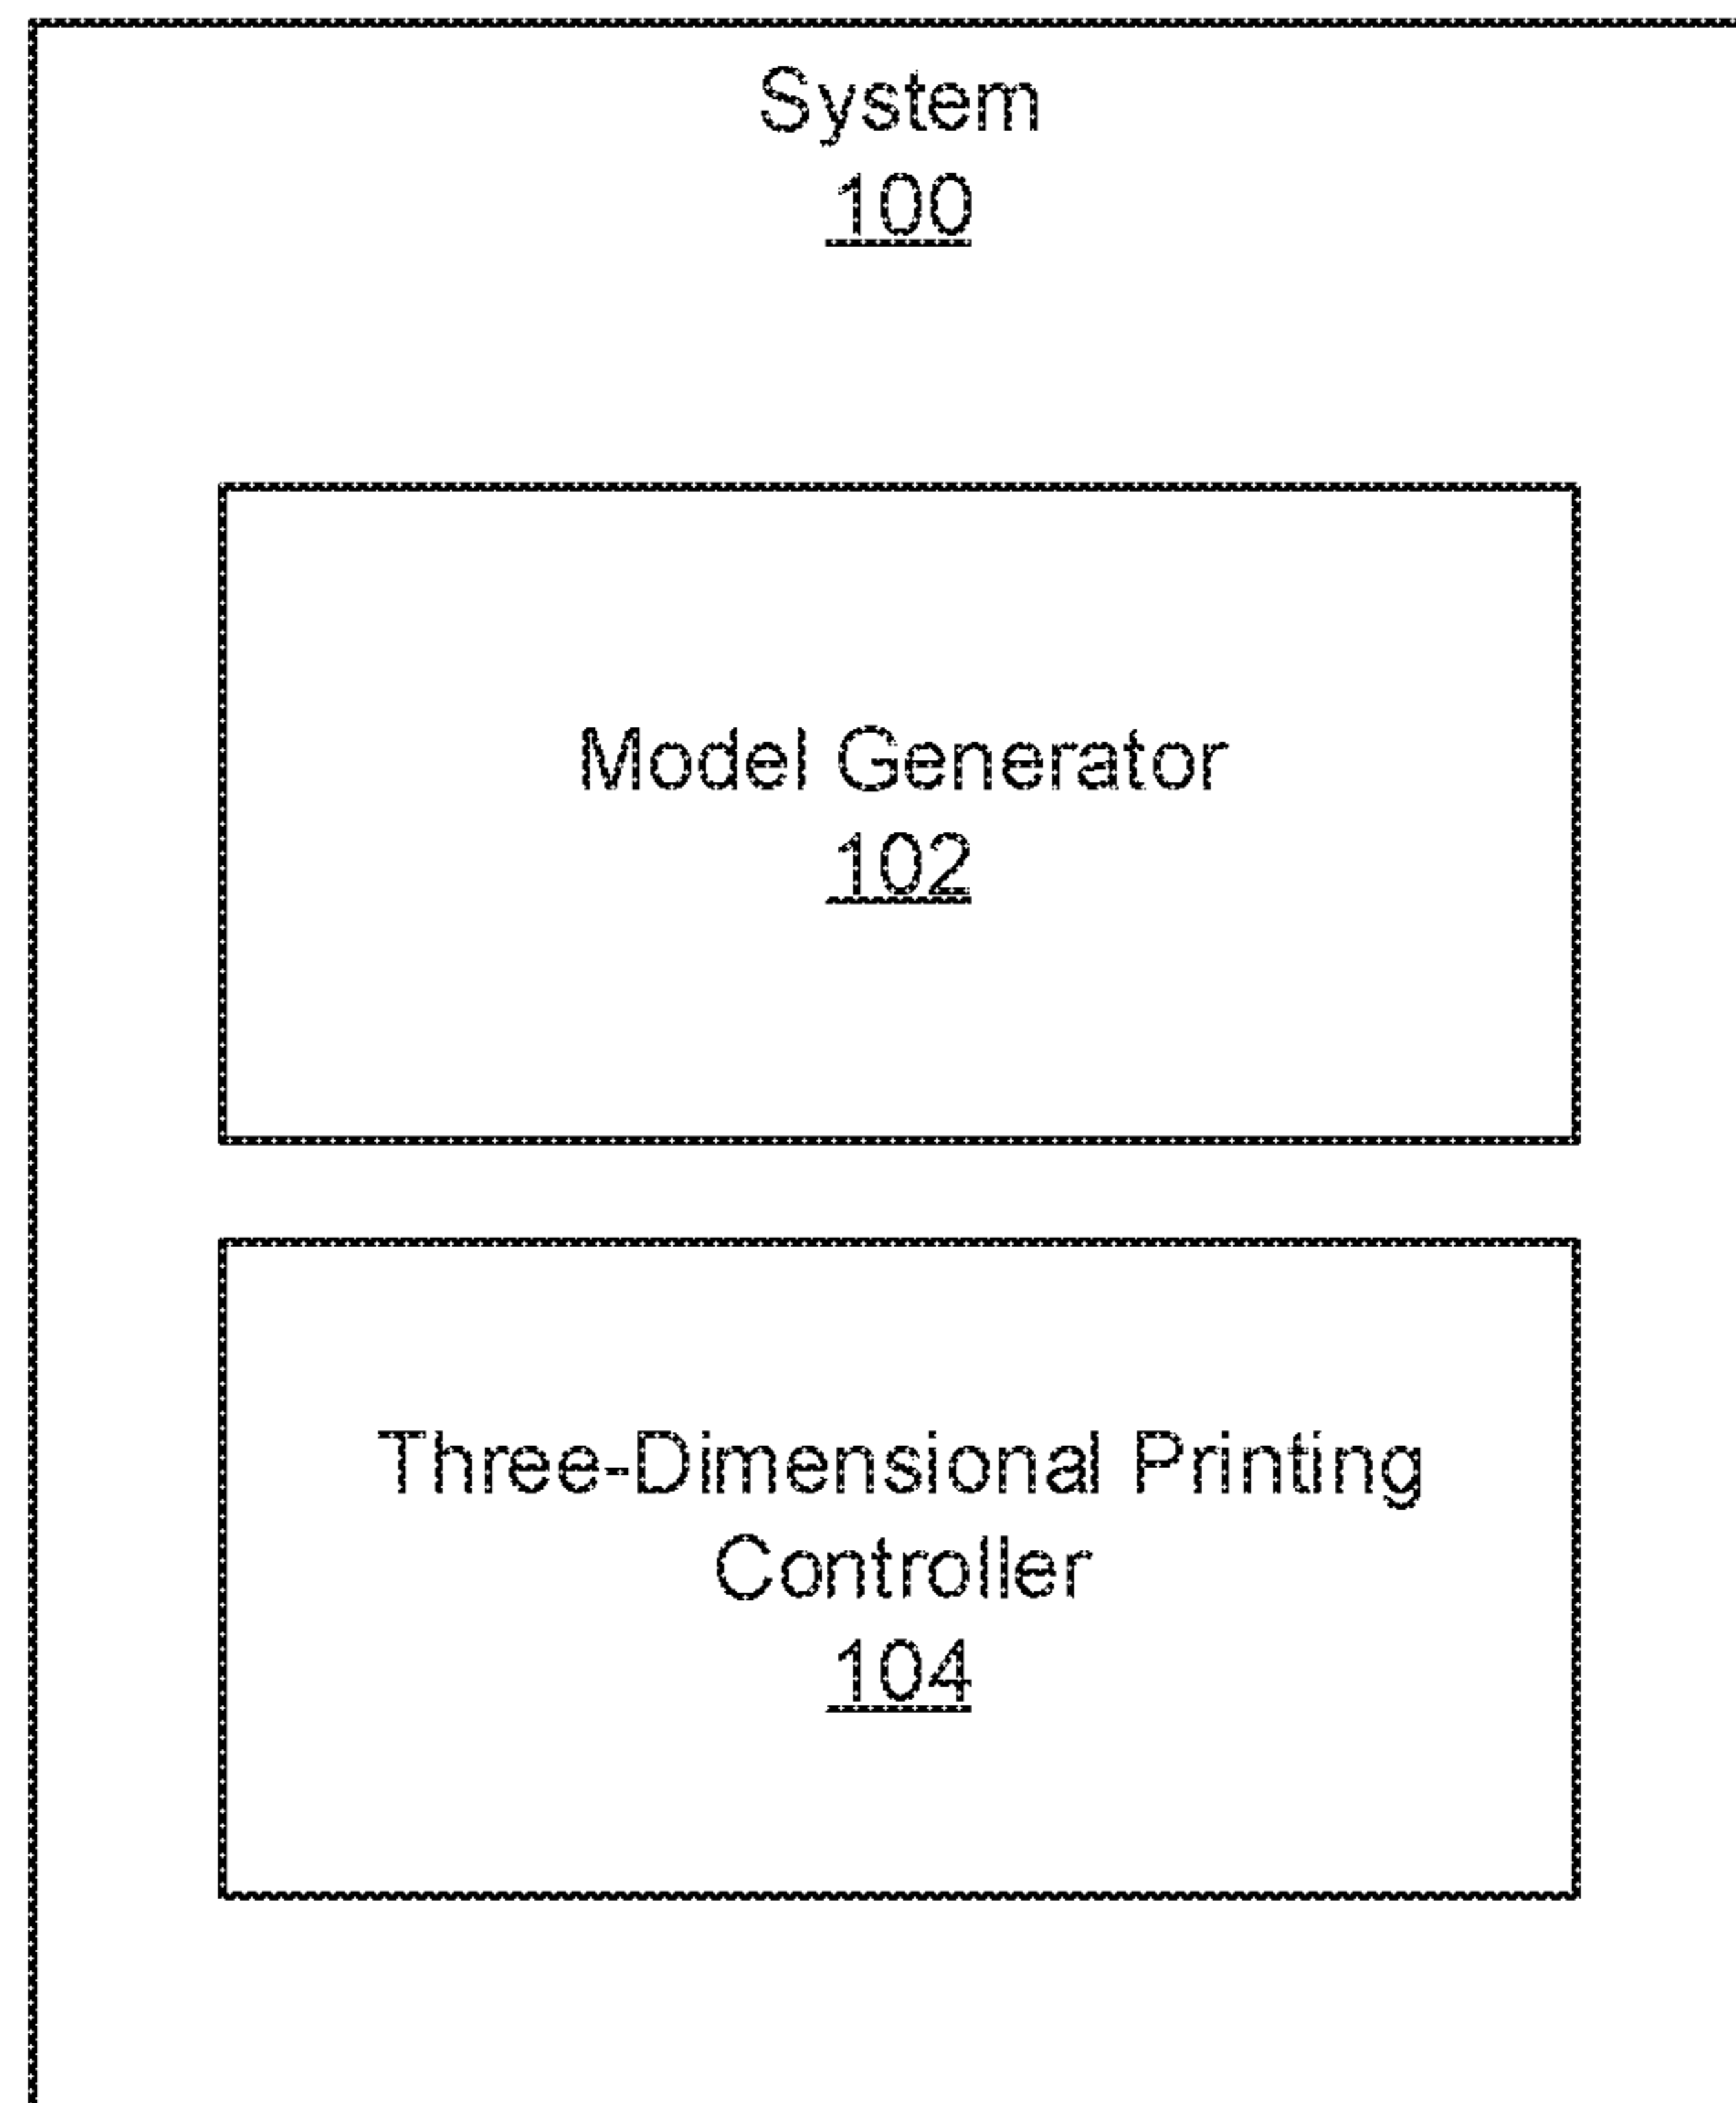 System
100
Model Generator
102
Three-Dimensional Printing
Controller
104